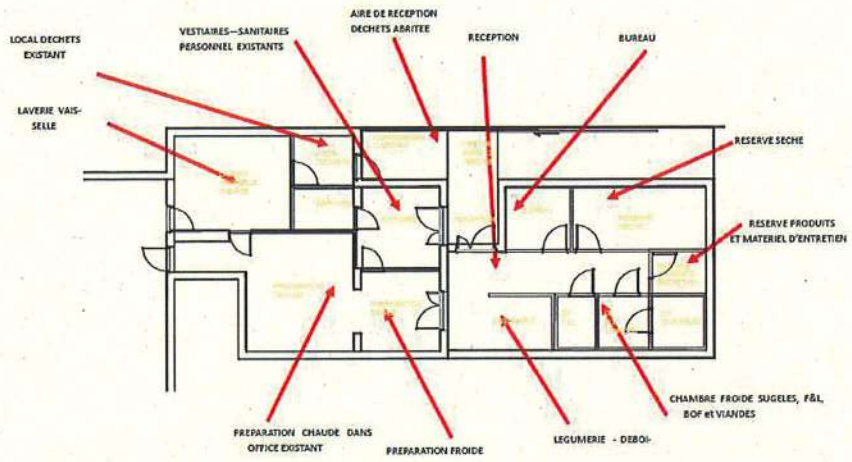 AIRE DE RECEPTION
DECHETS ABRITEE
VESTIAIRES—SANITAIRES
PERSONNEL EXISTANTS
RECEPTION
BUREAU
LOCAL DECHETS
EXISTANT
LAVERIE VAIS-
SELLE
RESERVE SECHE
RESERVE PRODUITS
ET MATERIEL D'ENTRETIEN
CHAMBRE FROIDE SUGELES, F&L,
BOF et VIANDES
PREPARATION CHAUDE DANS
OFFICE EXISTANT
PREPARATION FROIDE
LEGUMERIE - DEBOI-